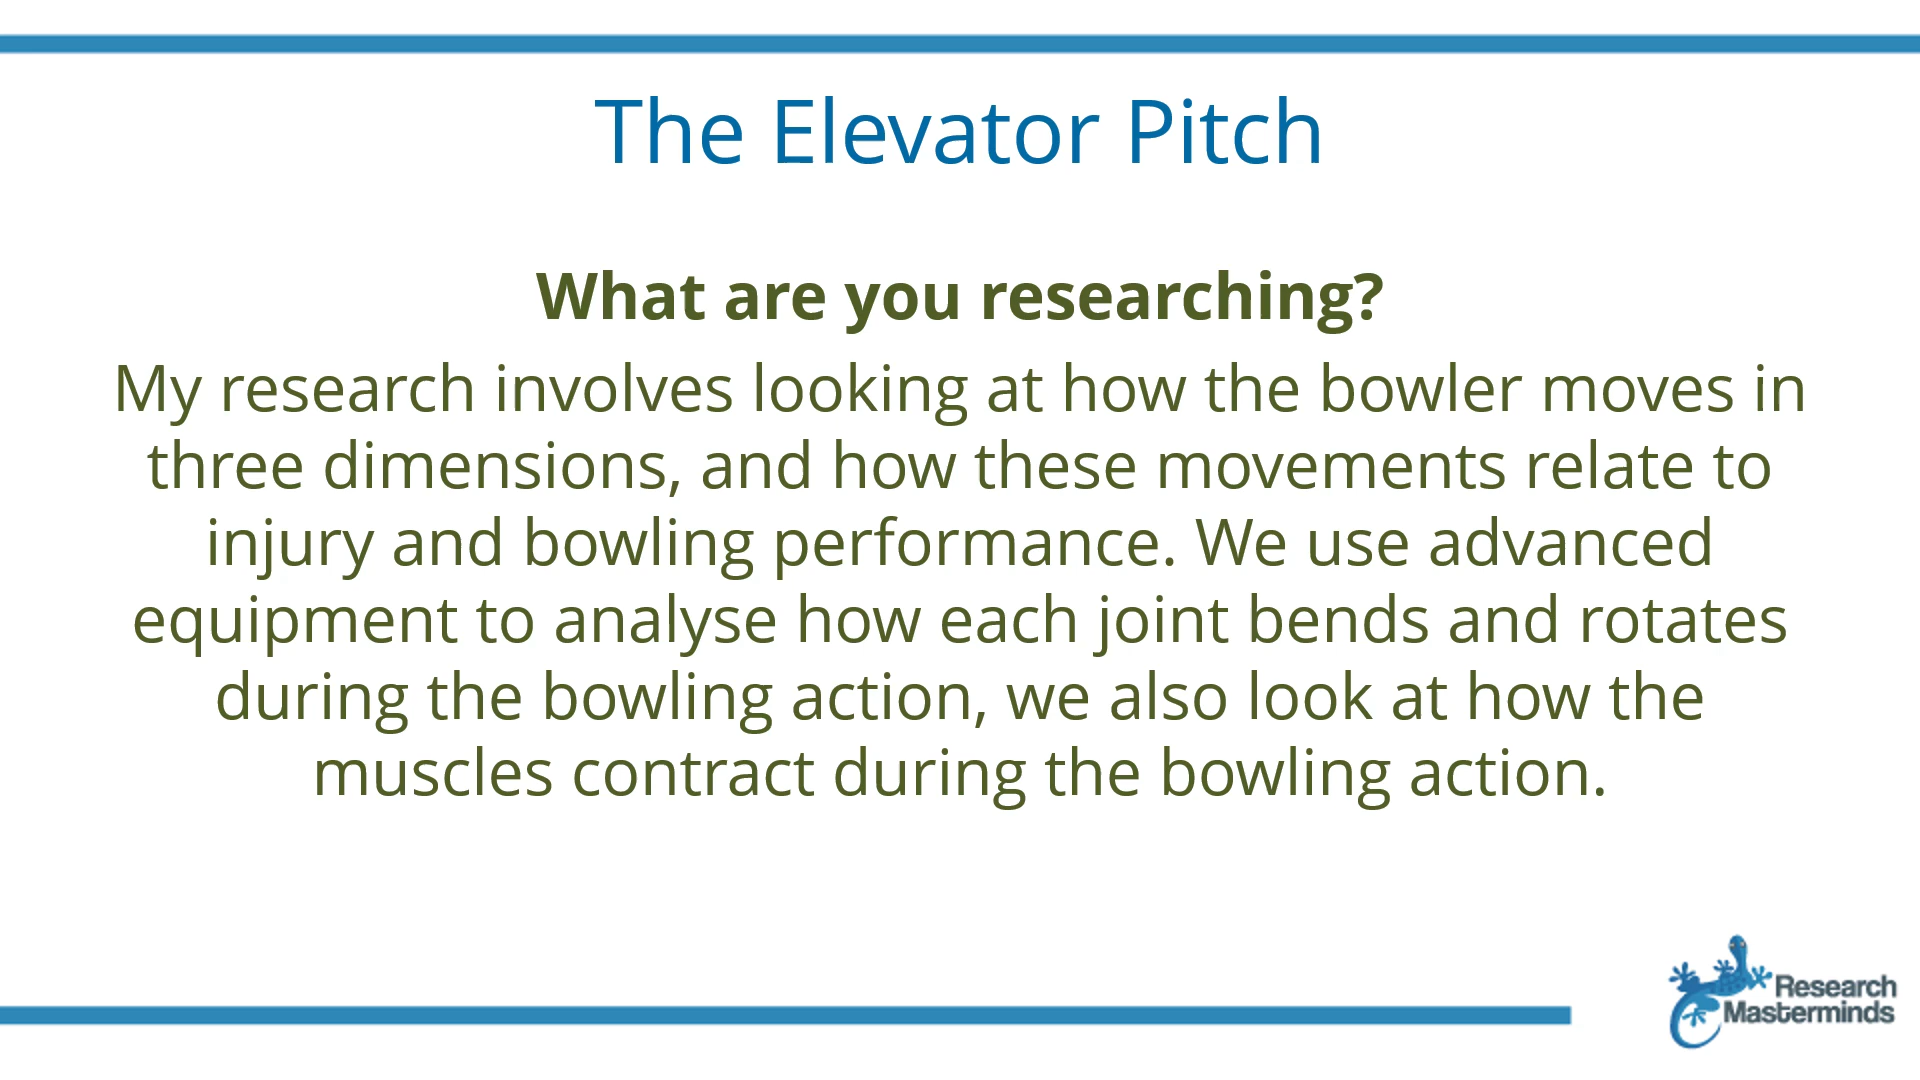 The Elevator Pitch
What are you researching?
My research involves looking at how the bowler moves in
three dimensions, and how these movements relate to
injury and bowling performance. We use advanced
equipment to analyse how each joint bends and rotates
during the bowling action, we also look at how the
muscles contract during the bowling action.
Research
Masterminds